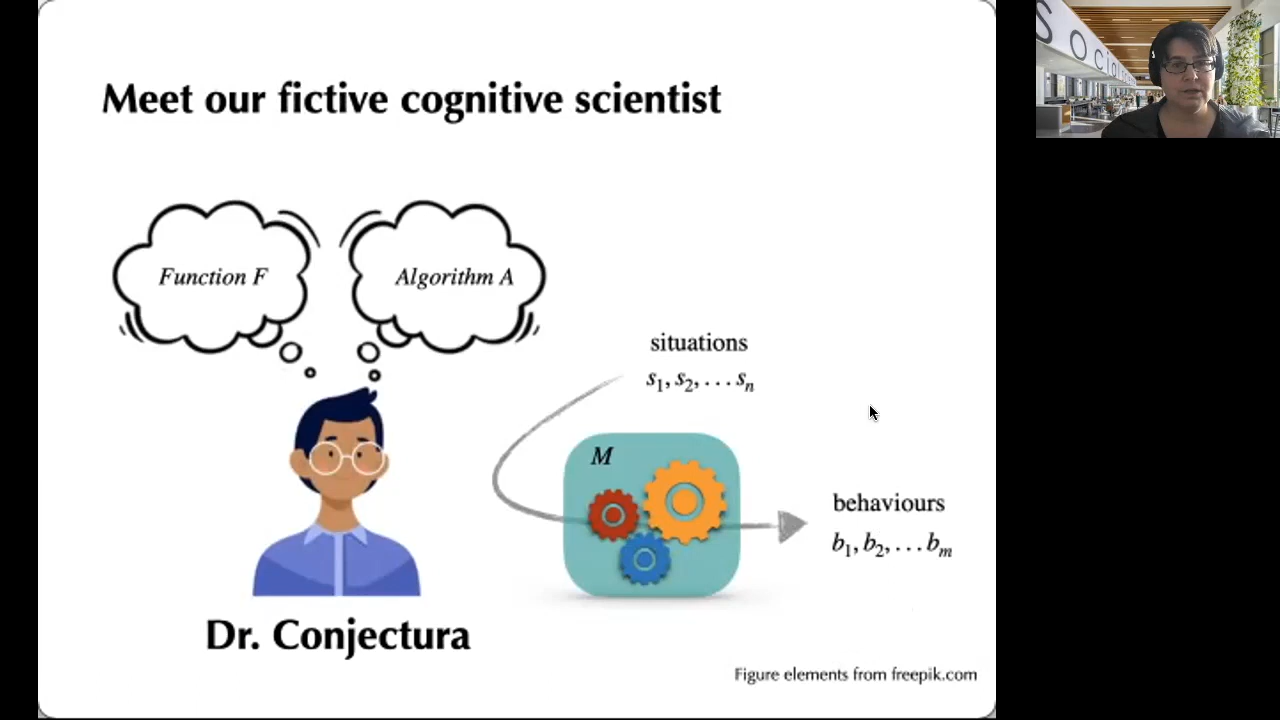 Meet our fictive cognitive scientist
Function F
Algorithm A
situations
s₁, s₂, . . . sₙ
M
behaviours
b₁, b₂, . . . bₘ
Dr. Conjectura
Figure elements from freepik.com